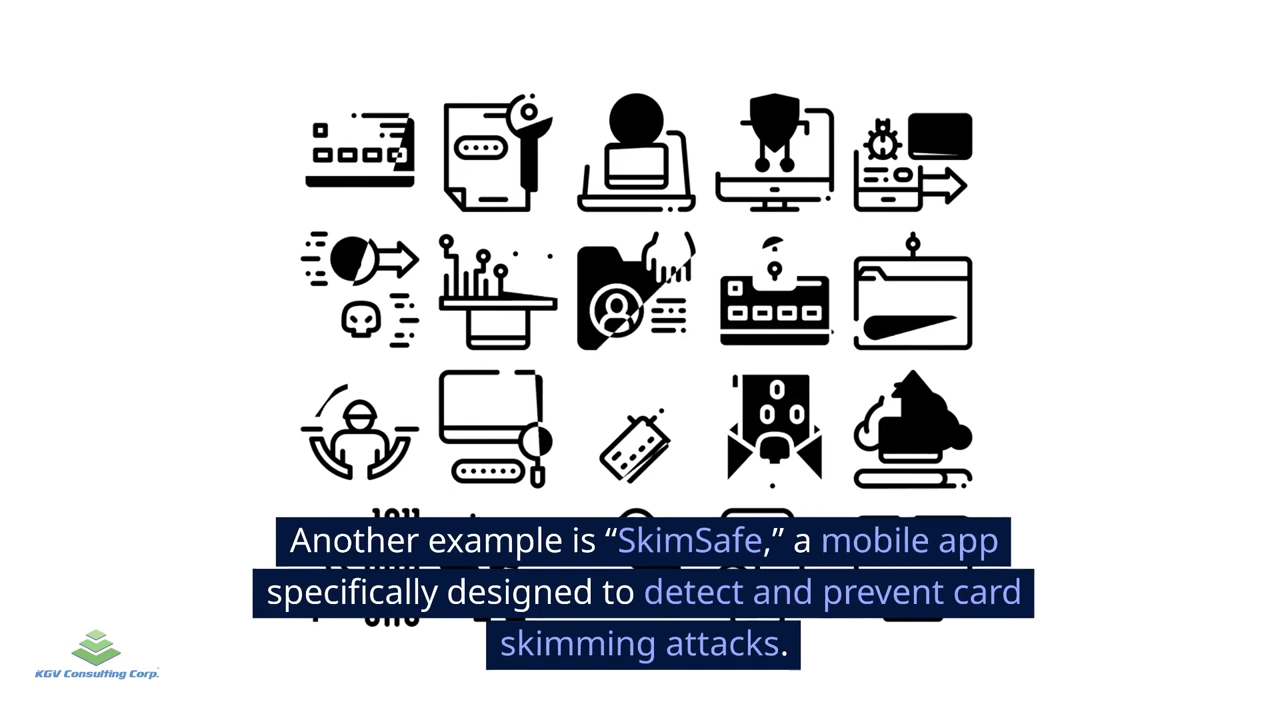 Another example is “SkimSafe,” a mobile app
specifically designed to detect and prevent card
skimming attacks.
KGV Consulting Corp.